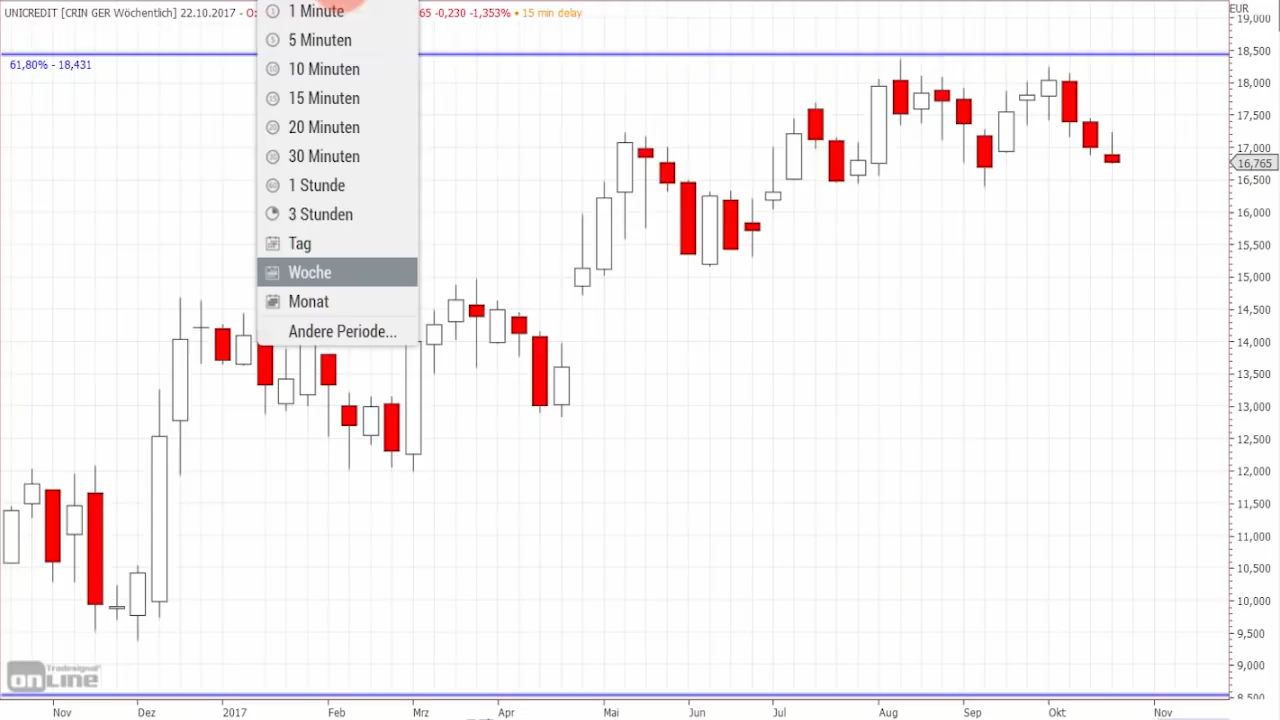 UNICREDIT [CRIN GER Wöchentlich] 22.10.2017 - O: 65 -0,230 -1,353% • 15 min delay
EUR
61,80% - 18,431
1 Minute
5 Minuten
10 Minuten
15 Minuten
20 Minuten
30 Minuten
1 Stunde
3 Stunden
Tag
Woche
Monat
Andere Periode...
19,000
18,500
18,000
17,500
17,000
16,765
16,500
16,000
15,500
15,000
14,500
14,000
13,500
13,000
12,500
12,000
11,500
11,000
10,500
10,000
9,500
9,000
8,500
Tradesignal
onLine
Nov Dez 2017 Feb Mrz Apr Mai Jun Jul Aug Sep Okt Nov